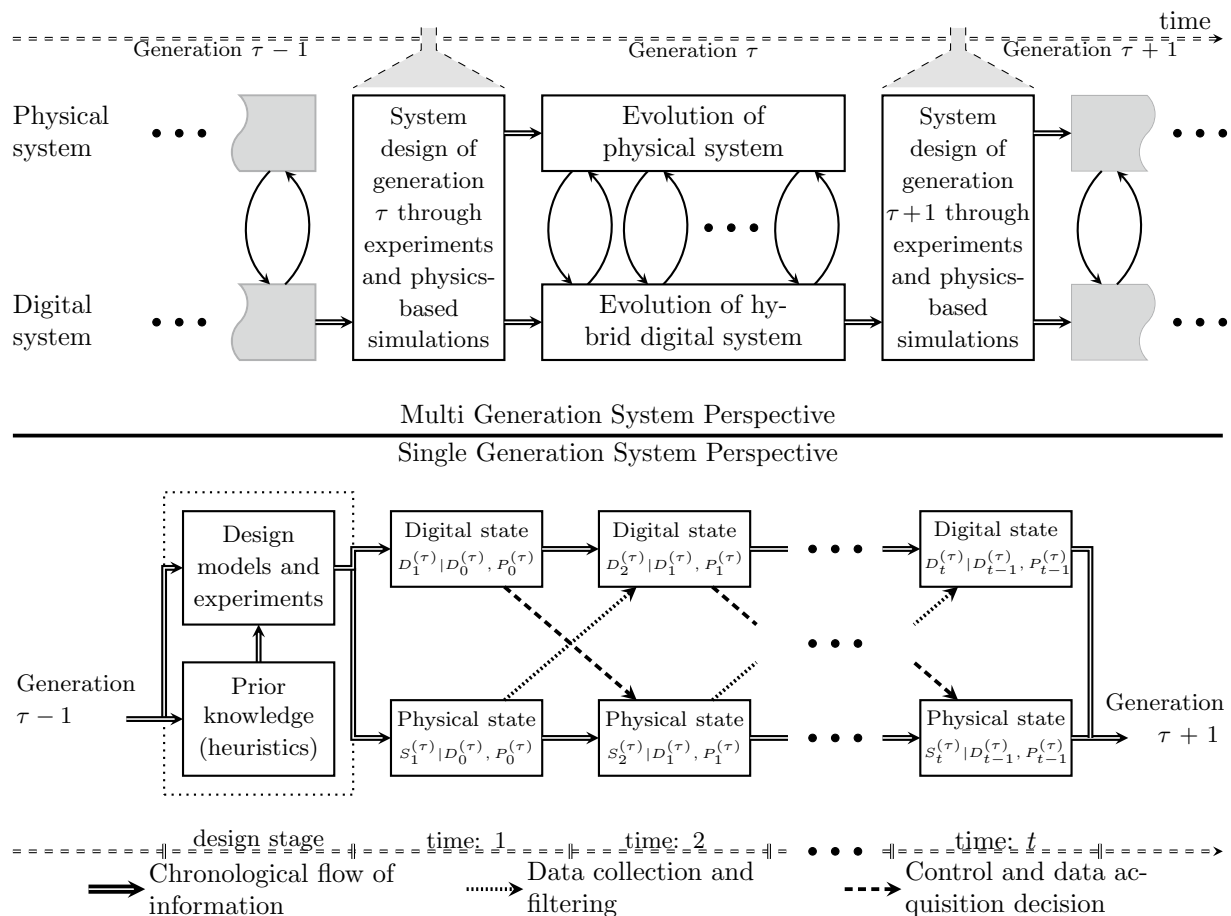 time
Generation τ − 1
Generation τ
Generation τ + 1
Physical
system
System
design of
generation
τ through
experiments
and physics-
based
simulations
Evolution of
physical system
System
design of
generation
τ+1 through
experiments
and physics-
based
simulations
Digital
system
Evolution of hy-
brid digital system
Multi Generation System Perspective
Single Generation System Perspective
Design
models and
experiments
Digital state
D_1^{(τ)}|D_0^{(τ)}, P_0^{(τ)}
Digital state
D_2^{(τ)}|D_1^{(τ)}, P_1^{(τ)}
Digital state
D_t^{(τ)}|D_{t−1}^{(τ)}, P_{t−1}^{(τ)}
Generation
τ − 1
Prior
knowledge
(heuristics)
Physical state
S_1^{(τ)}|D_0^{(τ)}, P_0^{(τ)}
Physical state
S_2^{(τ)}|D_1^{(τ)}, P_1^{(τ)}
Physical state
S_t^{(τ)}|D_{t−1}^{(τ)}, P_{t−1}^{(τ)}
Generation
τ + 1
design stage
time: 1
time: 2
time: t
Chronological flow of
information
Data collection and
filtering
Control and data ac-
quisition decision